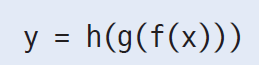 y = h(g(f(x)))